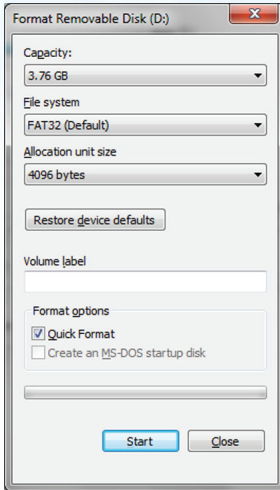 Format Removable Disk (D:)
Capacity:
3.76 GB
File system
FAT32 (Default)
Allocation unit size
4096 bytes
Restore device defaults
Volume label
Format options
Quick Format
Create an MS-DOS startup disk
Start
Close